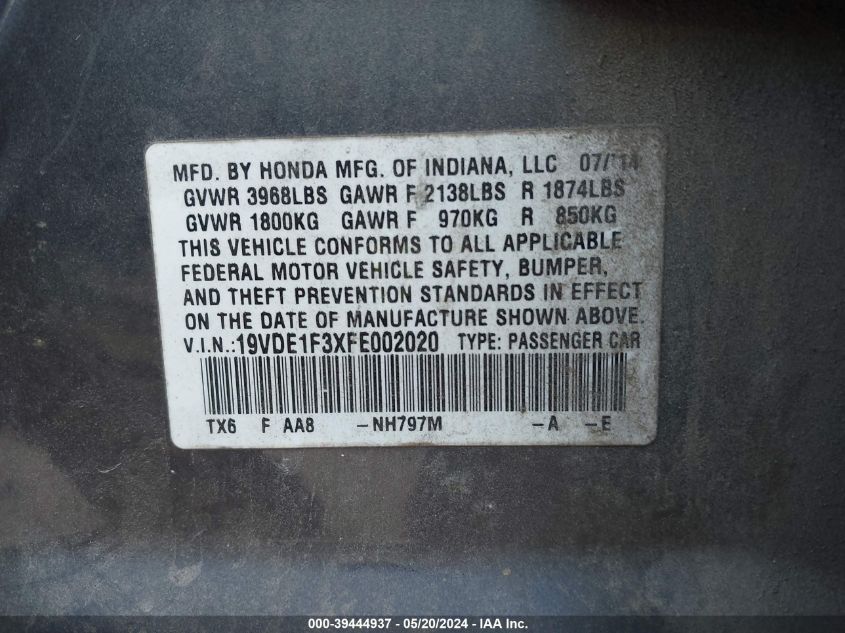 MFD. BY HONDA MFG. OF INDIANA, LLC 07/'14
GVWR 3968LBS GAWR F 2138LBS R 1874LBS
GVWR 1800KG GAWR F 970KG R 850KG
THIS VEHICLE CONFORMS TO ALL APPLICABLE
FEDERAL MOTOR VEHICLE SAFETY, BUMPER,
AND THEFT PREVENTION STANDARDS IN EFFECT
ON THE DATE OF MANUFACTURE SHOWN ABOVE.
V.I.N.:19VDE1F3XFE002020 TYPE: PASSENGER CAR
TX6 F AA8 -NH797M -A -E
000-39444937 - 05/20/2024 - IAA Inc.